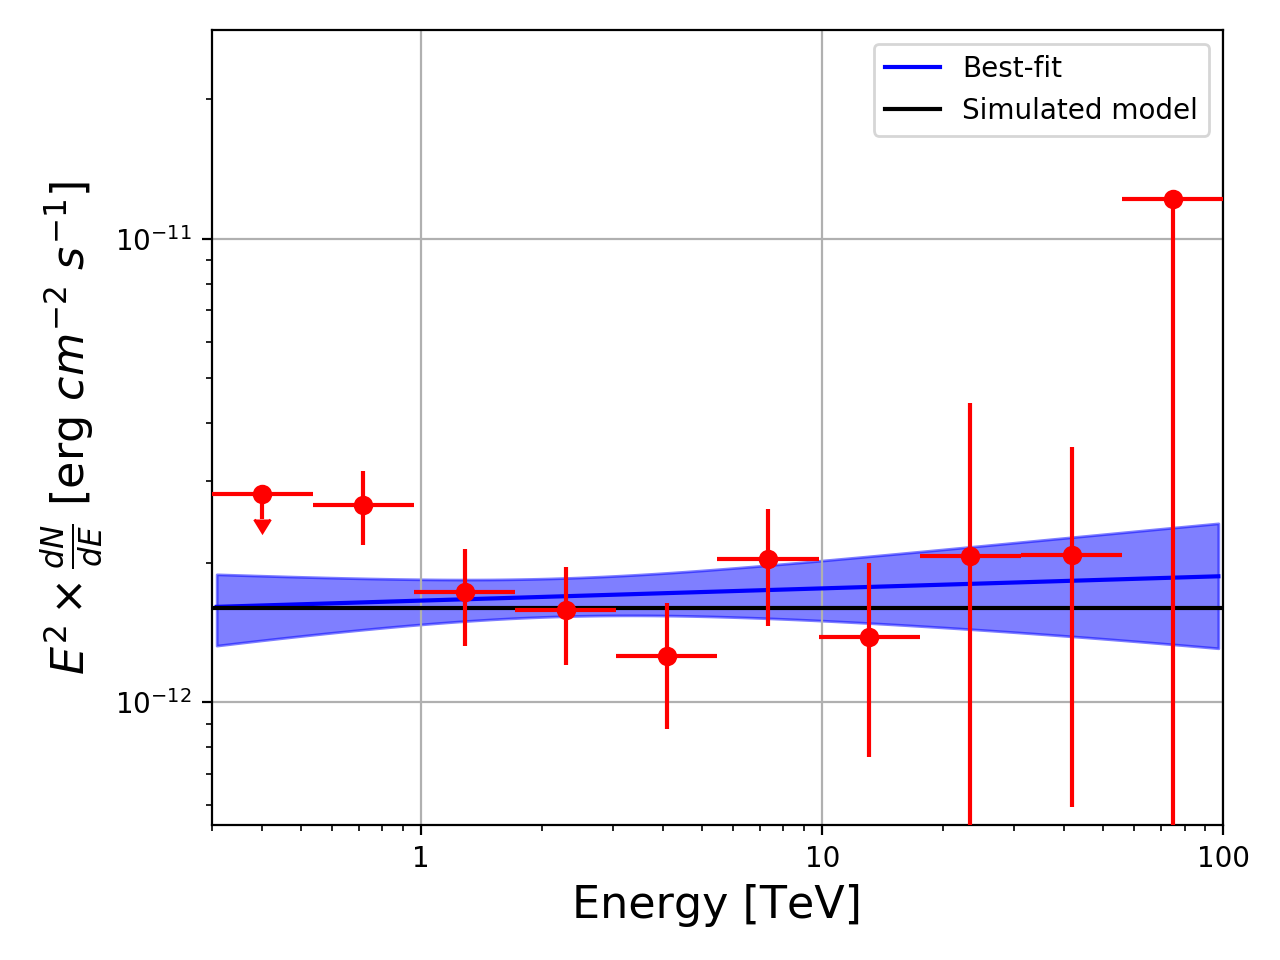 Best-fit
Simulated model
10⁻¹¹
10⁻¹²
E² × dN/dE [erg cm⁻² s⁻¹]
1 10 100
Energy [TeV]